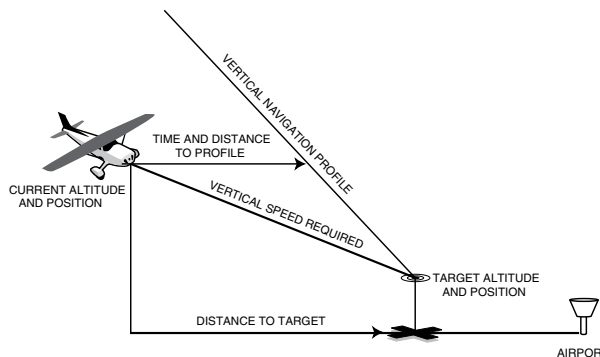 VERTICAL NAVIGATION PROFILE
TIME AND DISTANCE
TO PROFILE
CURRENT ALTITUDE
AND POSITION
VERTICAL SPEED REQUIRED
TARGET ALTITUDE
AND POSITION
DISTANCE TO TARGET
AIRPORT